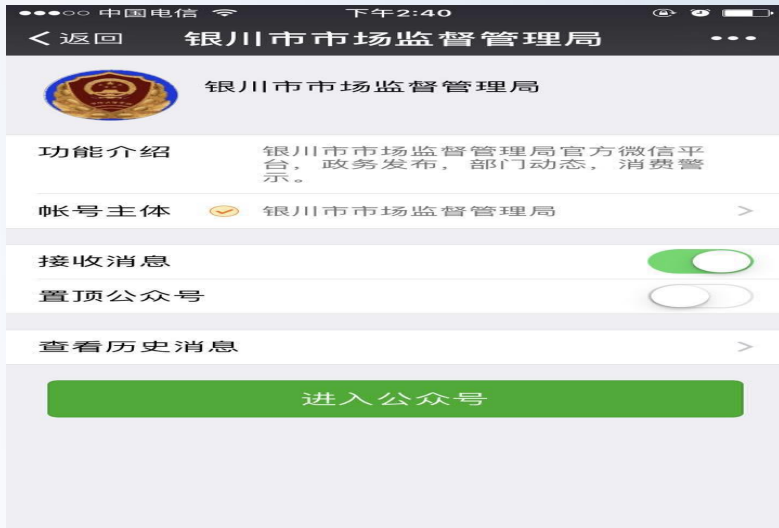 中国电信 下午2:40
返回 银川市市场监督管理局
银川市市场监督管理局
功能介绍 银川市市场监督管理局官方微信平
台，政务发布，部门动态，消费警
示。
帐号主体 银川市市场监督管理局
接收消息
置顶公众号
查看历史消息
进入公众号